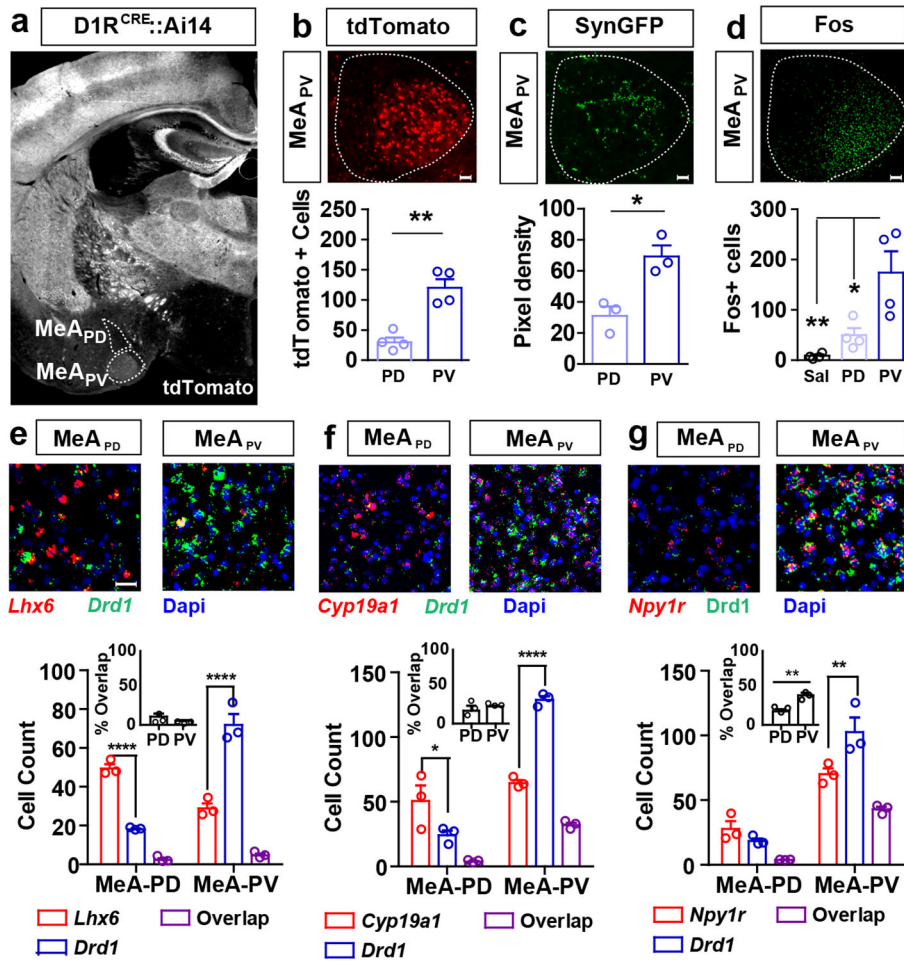 a
D1R^CRE::Ai14
MeA_PD
MeA_PV
tdTomato
b
tdTomato
MeA_PV
tdTomato + Cells
250
200
150
100
50
0
**
PD PV
c
SynGFP
MeA_PV
Pixel density
100
80
60
40
20
0
*
PD PV
d
Fos
MeA_PV
Fos+ cells
300
200
100
0
**
*
Sal PD PV
e
MeA_PD
MeA_PV
Lhx6 Drd1 Dapi
Cell Count
100
80
60
40
20
0
% Overlap
100
50
0
PD PV
****
****
MeA-PD MeA-PV
Lhx6 Overlap
Drd1
f
MeA_PD
MeA_PV
Cyp19a1 Drd1 Dapi
Cell Count
150
100
50
0
% Overlap
100
50
0
PD PV
*
****
MeA-PD MeA-PV
Cyp19a1 Overlap
Drd1
g
MeA_PD
MeA_PV
Npy1r Drd1 Dapi
Cell Count
150
100
50
0
% Overlap
100
50
0
**
PD PV
**
MeA-PD MeA-PV
Npy1r Overlap
Drd1